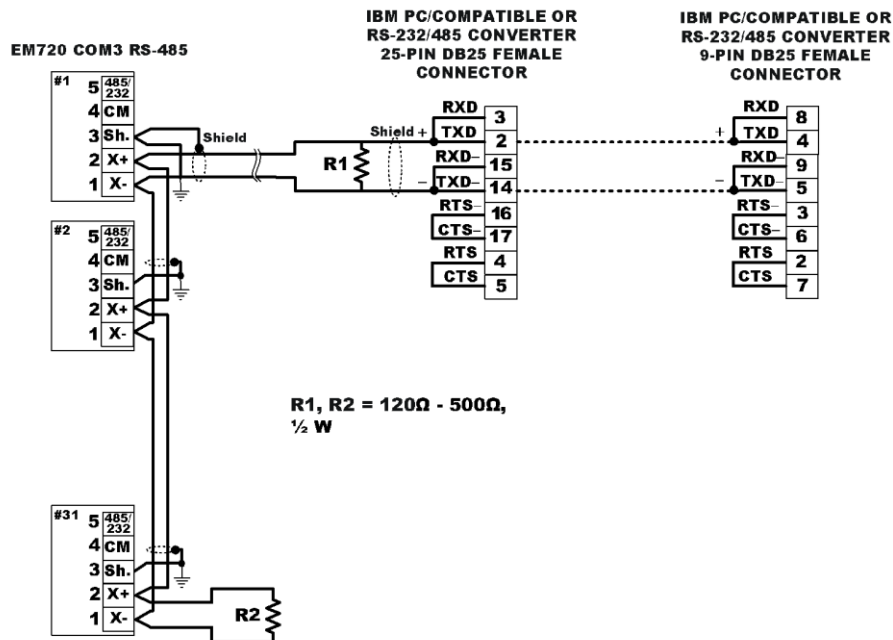 IBM PC/COMPATIBLE OR
RS-232/485 CONVERTER
25-PIN DB25 FEMALE
CONNECTOR
IBM PC/COMPATIBLE OR
RS-232/485 CONVERTER
9-PIN DB25 FEMALE
CONNECTOR
EM720 COM3 RS-485
#1
5 485/
232
4 CM
3 Sh.
2 X+
1 X-
Shield
R1
Shield +
–
RXD 3
TXD 2
RXD– 15
TXD– 14
RTS– 16
CTS– 17
RTS 4
CTS 5
+
–
RXD 8
TXD 4
RXD– 9
TXD– 5
RTS– 3
CTS– 6
RTS 2
CTS 7
#2
5 485/
232
4 CM
3 Sh.
2 X+
1 X-
R1, R2 = 120Ω - 500Ω,
½ W
#31
5 485/
232
4 CM
3 Sh.
2 X+
1 X-
R2